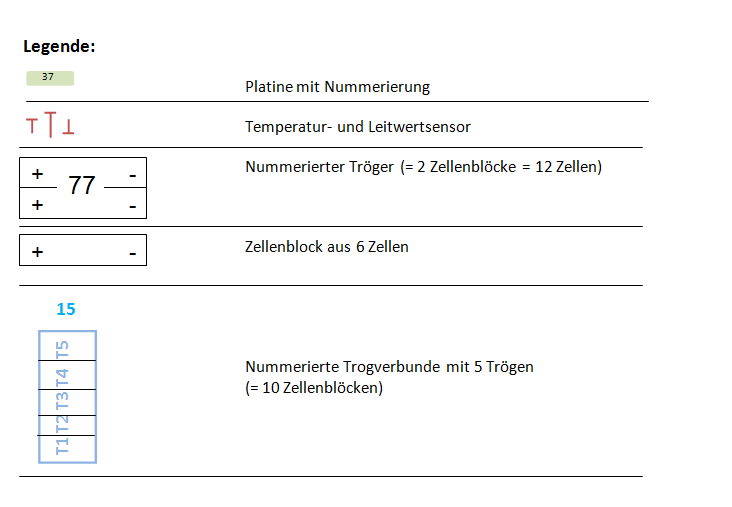 Legende:
37
Platine mit Nummerierung
Temperatur- und Leitwertsensor
+ -
77
+ -
Nummerierter Tröger (= 2 Zellenblöcke = 12 Zellen)
+ -
Zellenblock aus 6 Zellen
15
T5
T4
T3
T2
T1
Nummerierte Trogverbunde mit 5 Trögen
(= 10 Zellenblöcken)